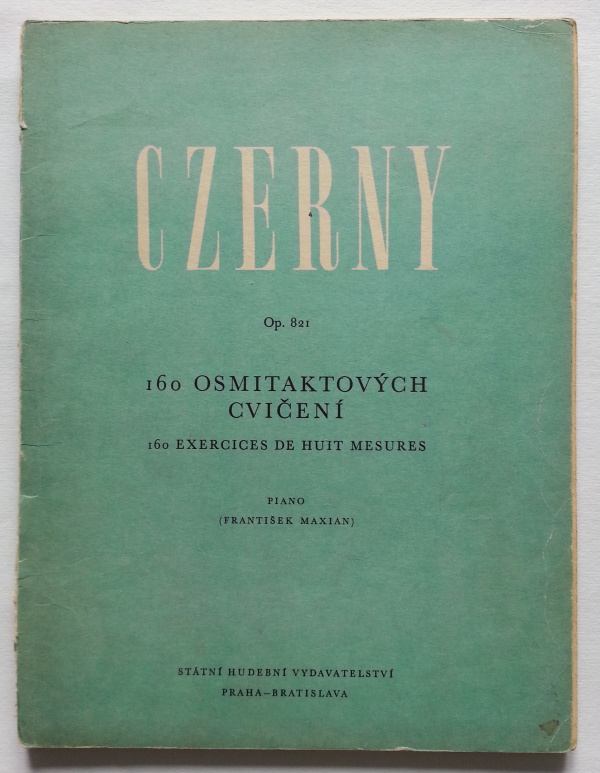 CZERNY
Op. 821
160 OSMITAKTOVÝCH
CVIČENÍ
160 EXERCICES DE HUIT MESURES
PIANO
(FRANTIŠEK MAXIAN)
STÁTNÍ HUDEBNÍ VYDAVATELSTVÍ
PRAHA–BRATISLAVA